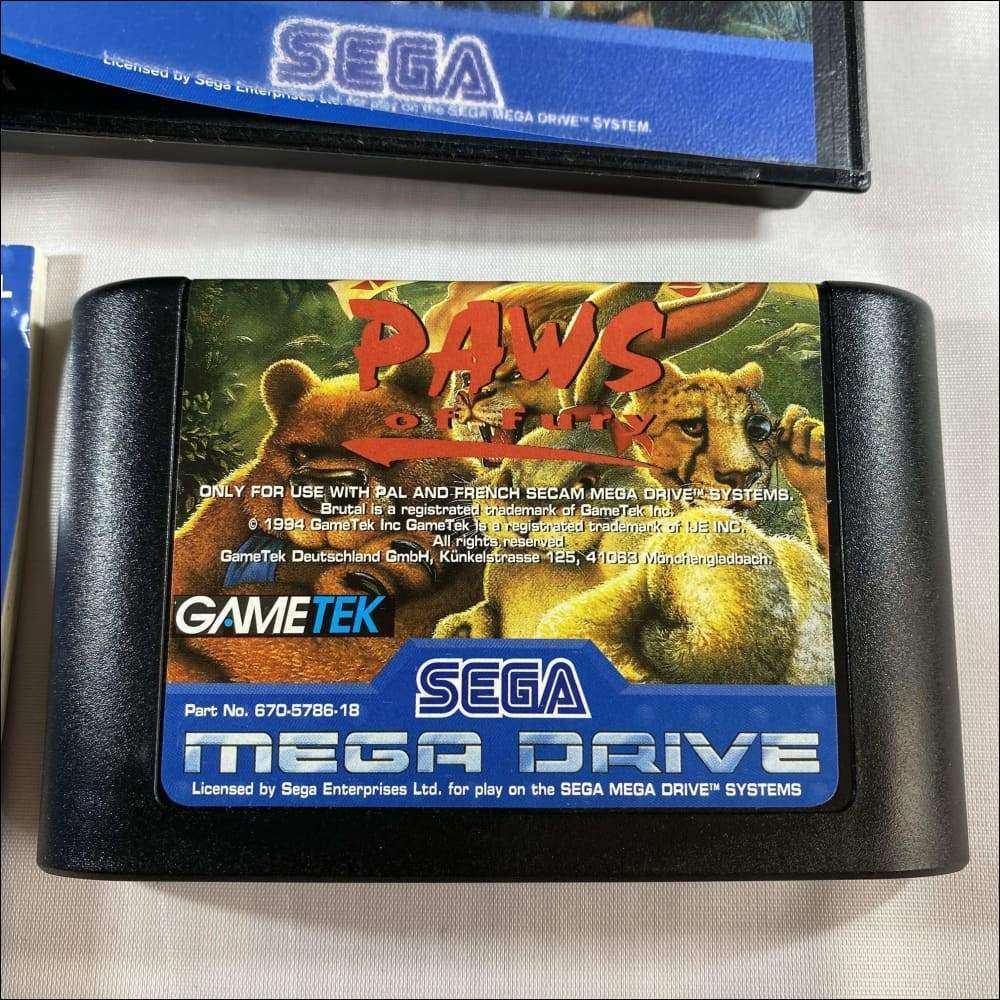 SEGA
Licensed by Sega Enterprises Ltd. for play on the SEGA MEGA DRIVE™ SYSTEM.
L
PAWS
of fury
ONLY FOR USE WITH PAL AND FRENCH SECAM MEGA DRIVE™ SYSTEMS.
Brutal is a registrated trademark of GameTek Inc.
© 1994 GameTek Inc GameTek is a registrated trademark of IJE INC.
All rights reserved
GameTek Deutschland GmbH, Künkelstrasse 125, 41063 Mönchengladbach.
GAMETEK
SEGA
Part No. 670-5786-18
MEGA DRIVE
Licensed by Sega Enterprises Ltd. for play on the SEGA MEGA DRIVE™ SYSTEMS